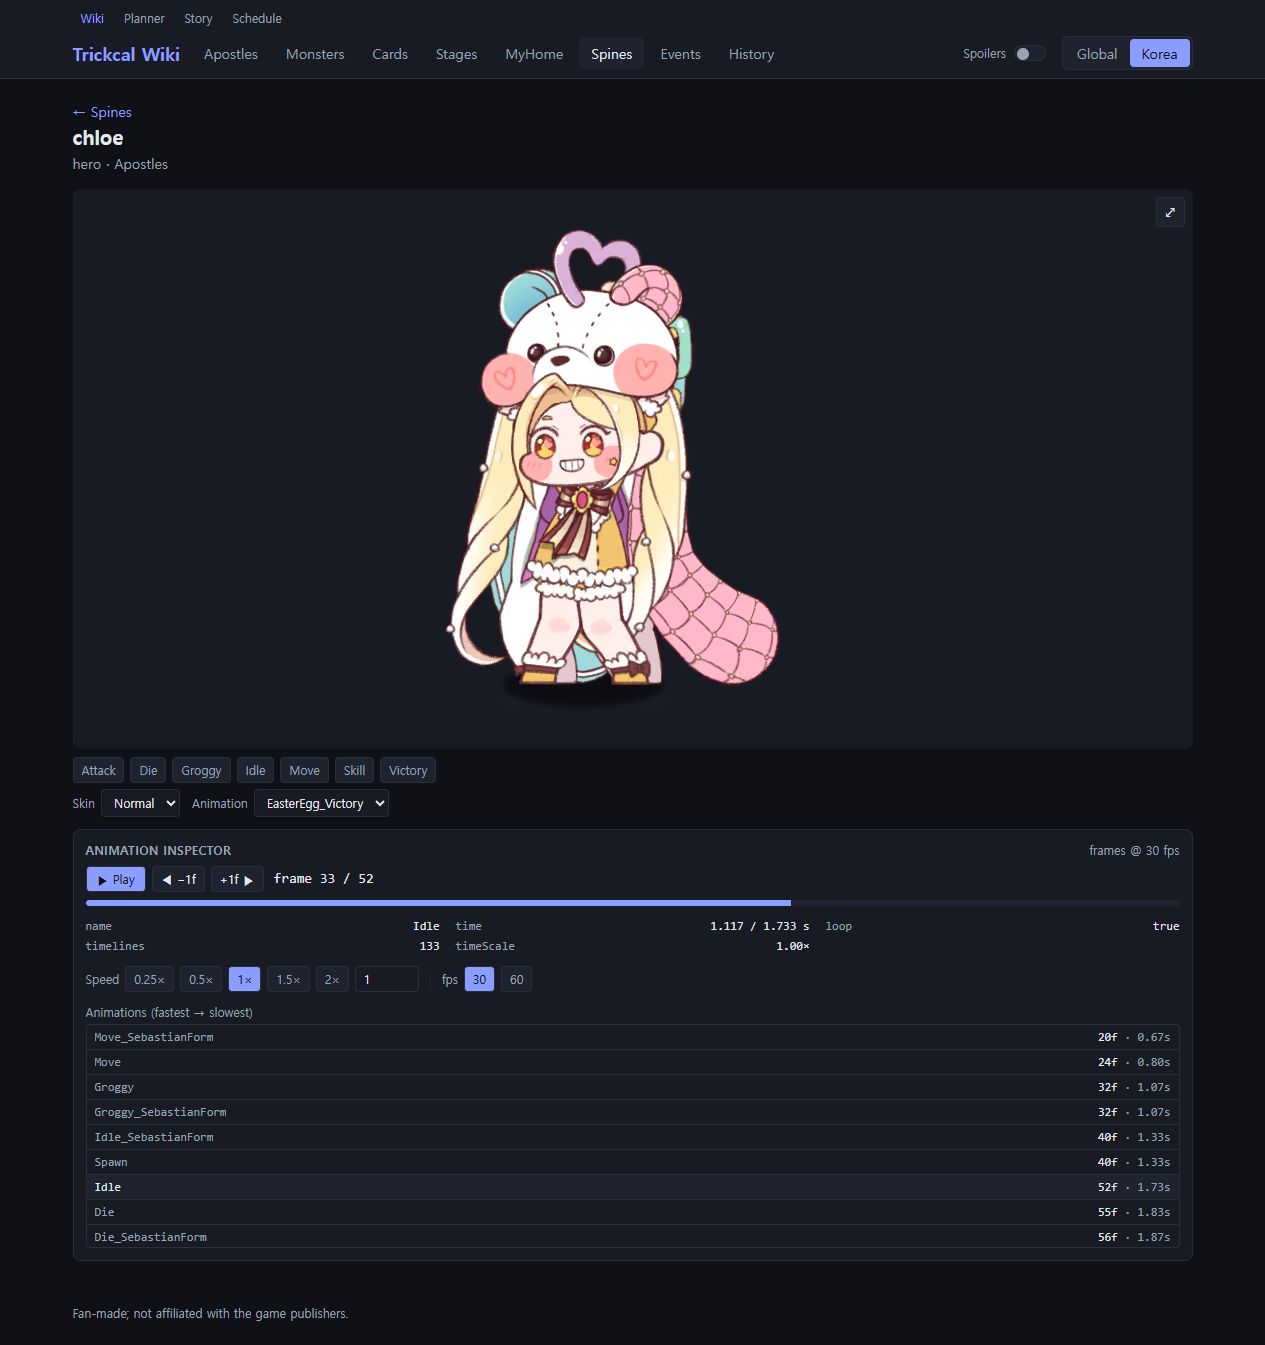 Wiki Planner Story Schedule
Trickcal Wiki Apostles Monsters Cards Stages MyHome Spines Events History Spoilers Global Korea
← Spines
chloe
hero · Apostles
⤢
Attack Die Groggy Idle Move Skill Victory
Skin Normal Animation EasterEgg_Victory
ANIMATION INSPECTOR frames @ 30 fps
▶ Play ◀ −1f +1f ▶ frame 33 / 52
name Idle time 1.117 / 1.733 s loop true
timelines 133 timeScale 1.00×
Speed 0.25× 0.5× 1× 1.5× 2× 1 fps 30 60
Animations (fastest → slowest)
Move_SebastianForm 20f · 0.67s
Move 24f · 0.80s
Groggy 32f · 1.07s
Groggy_SebastianForm 32f · 1.07s
Idle_SebastianForm 40f · 1.33s
Spawn 40f · 1.33s
Idle 52f · 1.73s
Die 55f · 1.83s
Die_SebastianForm 56f · 1.87s
Fan-made; not affiliated with the game publishers.